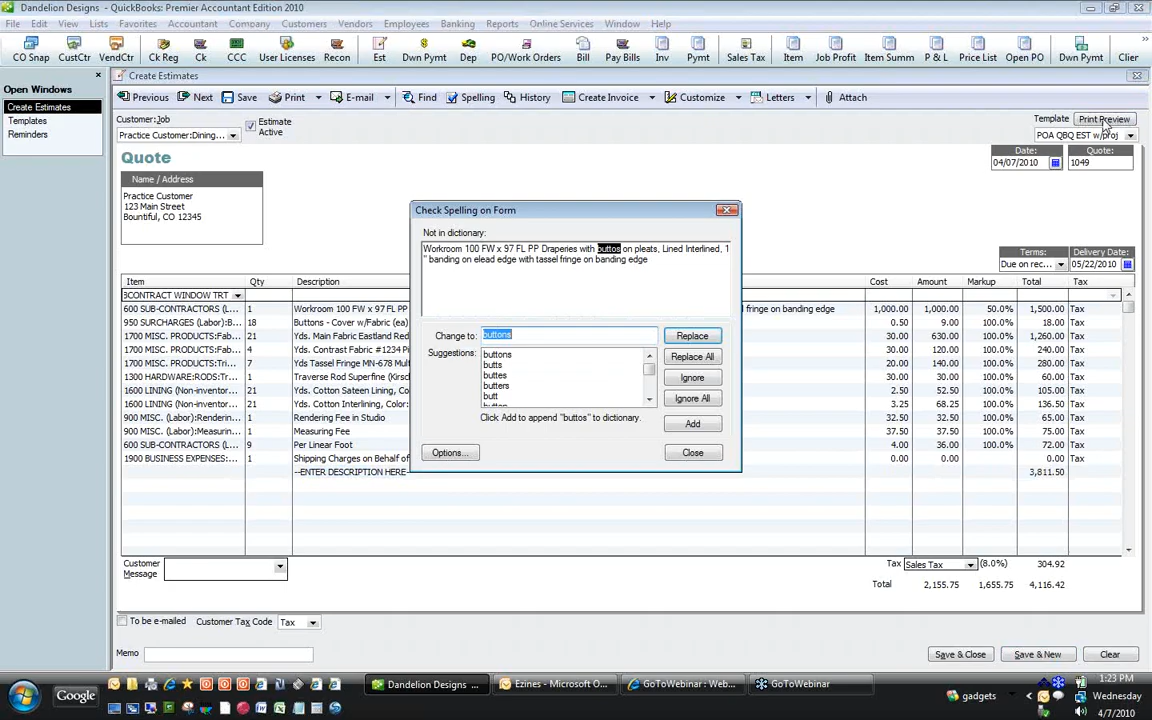 Dandelion Designs - QuickBooks: Premier Accountant Edition 2010
File Edit View Lists Favorites Accountant Company Customers Vendors Employees Banking Reports Online Services Window Help
CO Snap CustCtr VendCtr Ck Reg Ck CCC User Licenses Recon Est Dwn Pymt Dep PO/Work Orders Bill Pay Bills Inv Pymt Sales Tax Item Job Profit Item Summ P & L Price List Open PO Dwn Pymt Clier
Open Windows
Create Estimates
Templates
Reminders
Create Estimates
Previous Next Save Print E-mail Find Spelling History Create Invoice Customize Letters Attach
Customer:Job
Practice Customer:Dining...
Estimate
Active
Template Print Preview
POA QBQ EST w/proj
Quote
Date: Quote:
04/07/2010 1049
Name / Address
Practice Customer
123 Main Street
Bountiful, CO 12345
Terms: Delivery Date:
Due on rec... 05/22/2010
Item Qty Description Cost Amount Markup Total Tax
3CONTRACT WINDOW TRT
600 SUB-CONTRACTORS (L... 1 Workroom 100 FW x 97 FL PP d fringe on banding edge 1,000.00 1,000.00 50.0% 1,500.00 Tax
950 SURCHARGES (Labor):B... 18 Buttons - Cover w/Fabric (ea) 0.50 9.00 100.0% 18.00 Tax
1700 MISC. PRODUCTS:Fab... 21 Yds. Main Fabric Eastland Red 30.00 630.00 100.0% 1,260.00 Tax
1700 MISC. PRODUCTS:Fab... 4 Yds. Contrast Fabric #1234 30.00 120.00 100.0% 240.00 Tax
1700 MISC. PRODUCTS:Tri... 7 Yds Tassel Fringe MN-678 Mult 20.00 140.00 100.0% 280.00 Tax
1300 HARDWARE:RODS:Tra... 1 Traverse Rod Superfine (Kirsch 30.00 30.00 100.0% 60.00 Tax
1600 LINING (Non-inventor... 21 Yds. Cotton Sateen Lining, Color: 2.50 52.50 100.0% 105.00 Tax
1600 LINING (Non-inventor... 21 Yds. Cotton Interlining, Color: 3.25 68.25 100.0% 136.50 Tax
900 MISC. (Labor):Renderin... 1 Rendering Fee in Studio 32.50 32.50 100.0% 65.00 Tax
900 MISC. (Labor):Measurin... 1 Measuring Fee 37.50 37.50 100.0% 75.00 Tax
600 SUB-CONTRACTORS (L... 9 Per Linear Foot 4.00 36.00 100.0% 72.00 Tax
1900 BUSINESS EXPENSES:... 1 Shipping Charges on Behalf of 0.00 0.00 0.00 Tax
--ENTER DESCRIPTION HERE- 3,811.50
Check Spelling on Form
Not in dictionary:
Workroom 100 FW x 97 FL PP Draperies with buttos on pleats, Lined Interlined, 1
" banding on elead edge with tassel fringe on banding edge
Change to: buttons Replace
Suggestions: buttons Replace All
butts
buttes Ignore
butters
butt Ignore All
Click Add to append "buttos" to dictionary. Add
Options... Close
Customer
Message
Tax Sales Tax (8.0%) 304.92
Total 2,155.75 1,655.75 4,116.42
To be e-mailed Customer Tax Code Tax
Memo
Save & Close Save & New Clear
Google Dandelion Designs ... Ezines - Microsoft O... GoToWebinar : Web... GoToWebinar gadgets
1:23 PM
Wednesday
4/7/2010